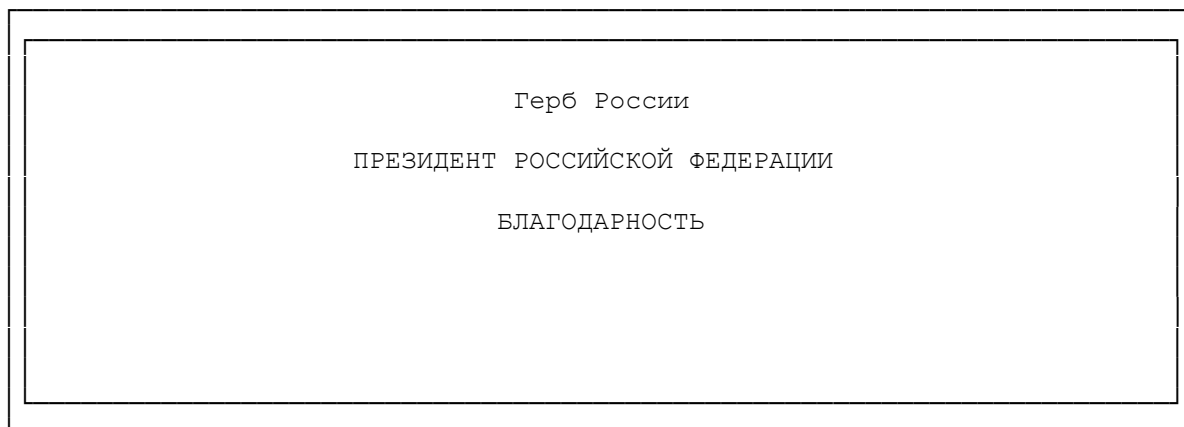 Герб России
ПРЕЗИДЕНТ РОССИЙСКОЙ ФЕДЕРАЦИИ
БЛАГОДАРНОСТЬ